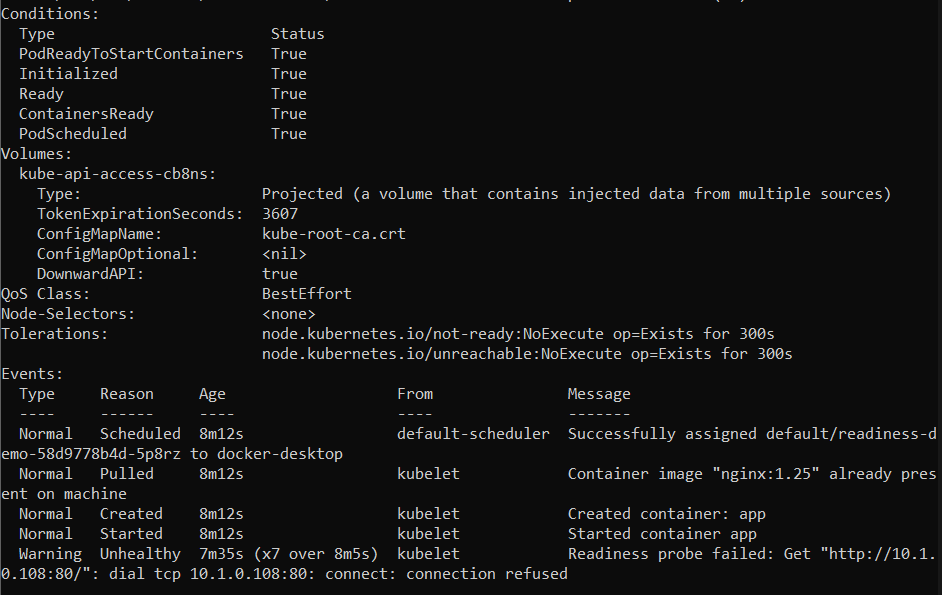 Conditions:
  Type                        Status
  PodReadyToStartContainers   True
  Initialized                 True
  Ready                       True
  ContainersReady             True
  PodScheduled                True
Volumes:
  kube-api-access-cb8ns:
    Type:                    Projected (a volume that contains injected data from multiple sources)
    TokenExpirationSeconds:  3607
    ConfigMapName:           kube-root-ca.crt
    ConfigMapOptional:       <nil>
    DownwardAPI:             true
QoS Class:                   BestEffort
Node-Selectors:              <none>
Tolerations:                 node.kubernetes.io/not-ready:NoExecute op=Exists for 300s
                             node.kubernetes.io/unreachable:NoExecute op=Exists for 300s
Events:
  Type     Reason     Age                   From               Message
  ----     ------     ----                  ----               -------
  Normal   Scheduled  8m12s                 default-scheduler  Successfully assigned default/readiness-d
emo-58d9778b4d-5p8rz to docker-desktop
  Normal   Pulled     8m12s                 kubelet            Container image "nginx:1.25" already pres
ent on machine
  Normal   Created    8m12s                 kubelet            Created container: app
  Normal   Started    8m12s                 kubelet            Started container app
  Warning  Unhealthy  7m35s (x7 over 8m5s)  kubelet            Readiness probe failed: Get "http://10.1.
0.108:80/": dial tcp 10.1.0.108:80: connect: connection refused